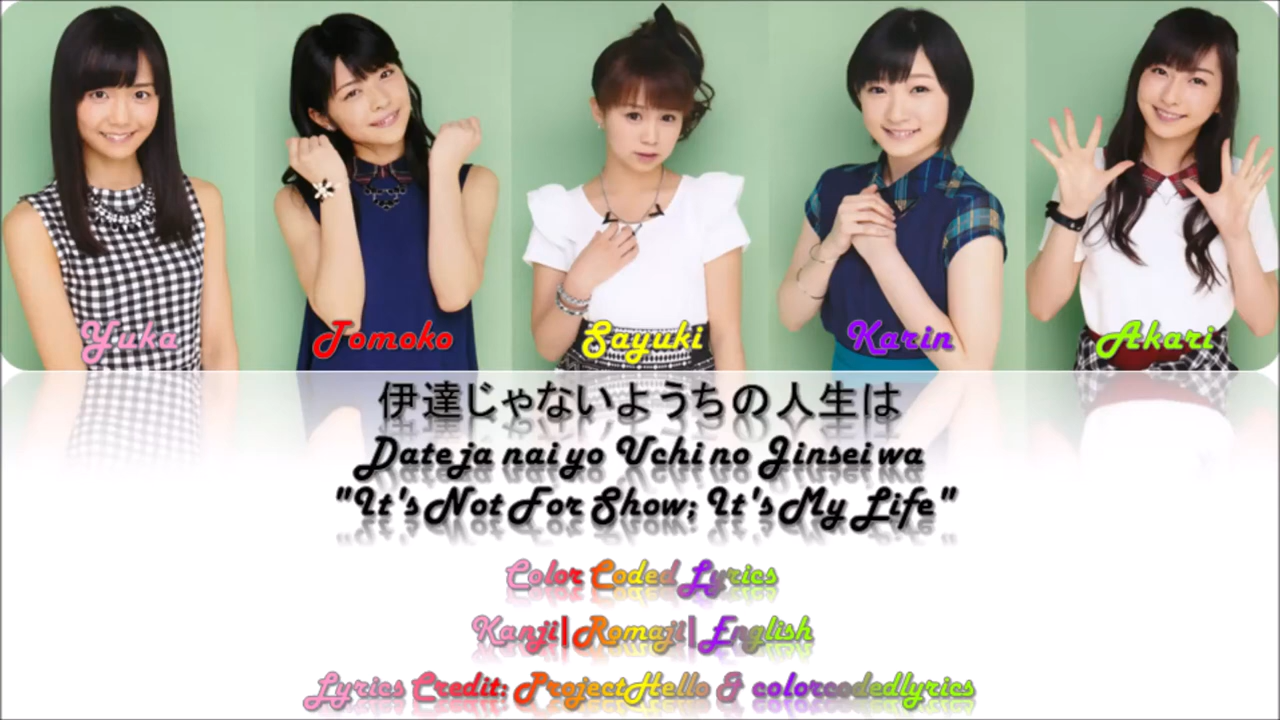 Yuka Tomoko Sayuki Karin Akari
伊達じゃないようちの人生は
Date ja nai yo Uchi no Jinsei wa
"It's Not For Show; It's My Life"
Color Coded Lyrics
Kanji|Romaji|English
Lyrics Credit: ProjectHello & colorcodedlyrics